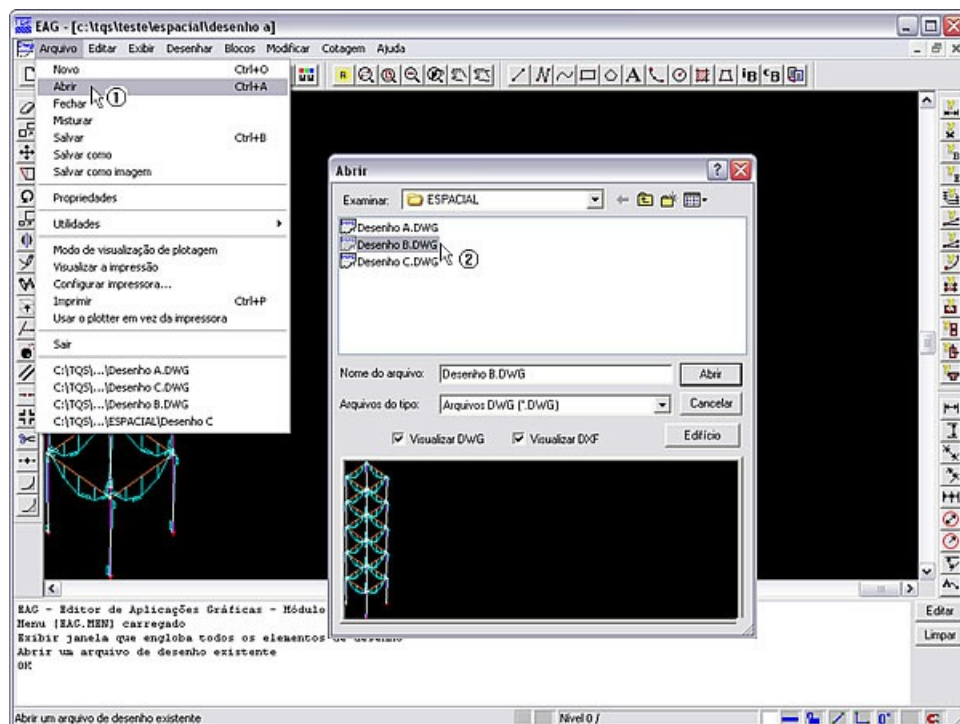 EAG - [c:\tqs\teste\espacial\desenho a]
Arquivo Editar Exibir Desenhar Blocos Modificar Cotagem Ajuda
Novo Ctrl+O
Abrir Ctrl+A
1
Fechar
Misturar
Salvar Ctrl+B
Salvar como
Salvar como imagem
Propriedades
Utilidades
Modo de visualização de plotagem
Visualizar a impressão
Configurar impressora...
Imprimir Ctrl+P
Usar o plotter em vez da impressora
Sair
C:\TQS\...\Desenho A.DWG
C:\TQS\...\Desenho C.DWG
C:\TQS\...\Desenho B.DWG
C:\TQS\...\ESPACIAL\Desenho C
Abrir
Examinar: ESPACIAL
Desenho A.DWG
Desenho B.DWG
2
Desenho C.DWG
Nome do arquivo: Desenho B.DWG Abrir
Arquivos do tipo: Arquivos DWG (*.DWG) Cancelar
Visualizar DWG Visualizar DXF Edifício
EAG - Editor de Aplicações Gráficas - Módulo
Menu [EAG.MEN] carregado
Exibir janela que engloba todos os elementos de desenho
Abrir um arquivo de desenho existente
OK
Editar
Limpar
Abrir um arquivo de desenho existente Nível 0 /